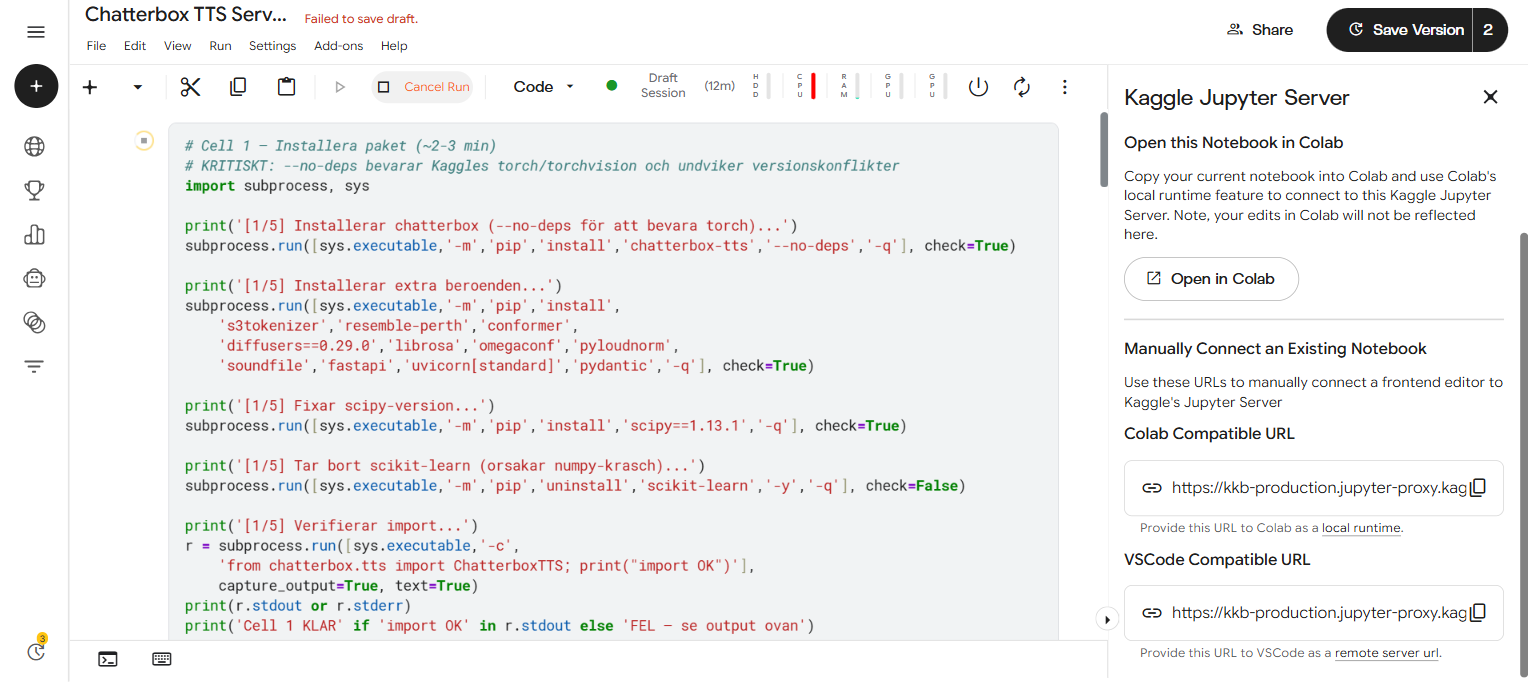 Chatterbox TTS Serv...
Failed to save draft.
File Edit View Run Settings Add-ons Help
Share
Save Version 2
Cancel Run
Code
Draft Session
(12m)
HDD
CPU
RAM
GPU
GPU
# Cell 1 — Installera paket (~2-3 min)
# KRITISKT: --no-deps bevarar Kaggles torch/torchvision och undviker versionskonflikter
import subprocess, sys
print('[1/5] Installerar chatterbox (--no-deps för att bevara torch)...')
subprocess.run([sys.executable,'-m','pip','install','chatterbox-tts','--no-deps','-q'], check=True)
print('[1/5] Installerar extra beroenden...')
subprocess.run([sys.executable,'-m','pip','install',
    's3tokenizer','resemble-perth','conformer',
    'diffusers==0.29.0','librosa','omegaconf','pyloudnorm',
    'soundfile','fastapi','uvicorn[standard]','pydantic','-q'], check=True)
print('[1/5] Fixar scipy-version...')
subprocess.run([sys.executable,'-m','pip','install','scipy==1.13.1','-q'], check=True)
print('[1/5] Tar bort scikit-learn (orsakar numpy-krasch)...')
subprocess.run([sys.executable,'-m','pip','uninstall','scikit-learn','-y','-q'], check=False)
print('[1/5] Verifierar import...')
r = subprocess.run([sys.executable,'-c',
    'from chatterbox.tts import ChatterboxTTS; print("import OK")'],
    capture_output=True, text=True)
print(r.stdout or r.stderr)
print('Cell 1 KLAR' if 'import OK' in r.stdout else 'FEL — se output ovan')
3
Kaggle Jupyter Server
Open this Notebook in Colab
Copy your current notebook into Colab and use Colab's
local runtime feature to connect to this Kaggle Jupyter
Server. Note, your edits in Colab will not be reflected
here.
Open in Colab
Manually Connect an Existing Notebook
Use these URLs to manually connect a frontend editor to
Kaggle's Jupyter Server
Colab Compatible URL
https://kkb-production.jupyter-proxy.kag
Provide this URL to Colab as a local runtime.
VSCode Compatible URL
https://kkb-production.jupyter-proxy.kag
Provide this URL to VSCode as a remote server url.